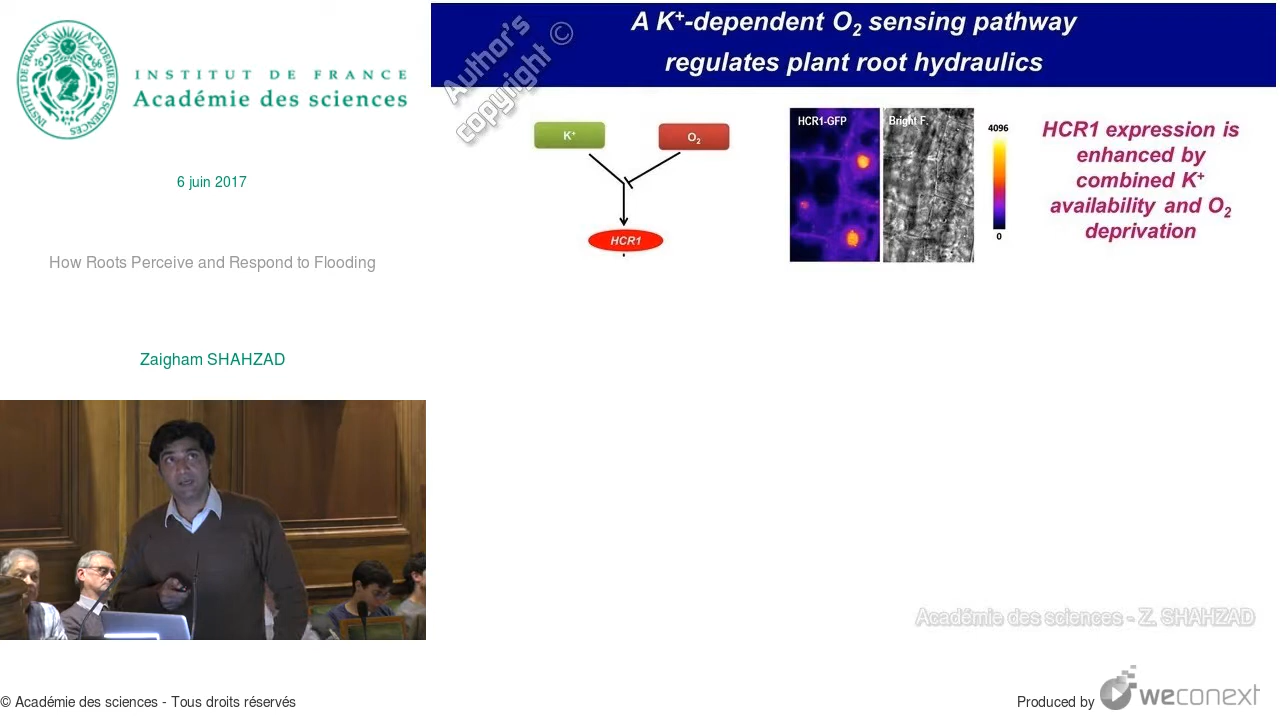 INSTITUT DE FRANCE
Académie des sciences
6 juin 2017
How Roots Perceive and Respond to Flooding
Zaigham SHAHZAD
Author's
copyright ©
A K+-dependent O2 sensing pathway
regulates plant root hydraulics
K+
O2
HCR1
HCR1-GFP
Bright F.
4096
0
HCR1 expression is
enhanced by
combined K+
availability and O2
deprivation
Académie des sciences - Z. SHAHZAD
© Académie des sciences - Tous droits réservés
Produced by weconext